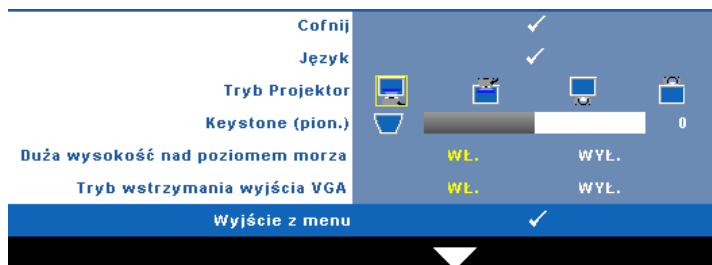 Cofnij
Język
Tryb Projektor
Keystone (pion.) 0
Duża wysokość nad poziomem morza WŁ. WYŁ.
Tryb wstrzymania wyjścia VGA WŁ. WYŁ.
Wyjście z menu